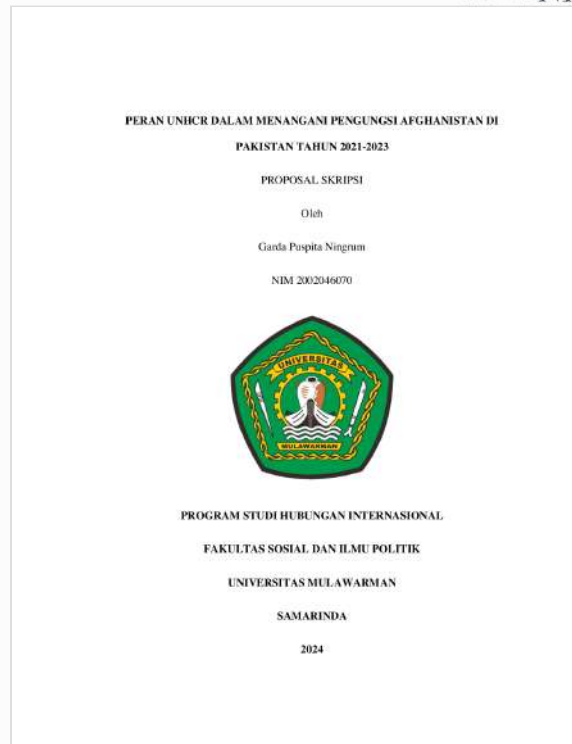 PERAN UNHCR DALAM MENANGANI PENGUNGSI AFGHANISTAN DI
PAKISTAN TAHUN 2021-2023
PROPOSAL SKRIPSI
Oleh
Garda Puspita Ningrum
NIM 2002046070
UNIVERSITAS
MULAWARMAN
PROGRAM STUDI HUBUNGAN INTERNASIONAL
FAKULTAS SOSIAL DAN ILMU POLITIK
UNIVERSITAS MULAWARMAN
SAMARINDA
2024